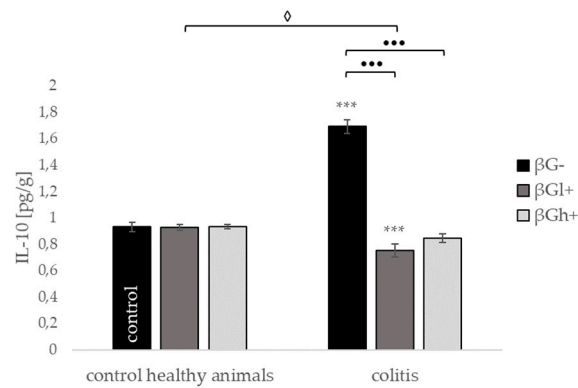 ◊
•••
•••
2
1,8
1,6
1,4
1,2
1
0,8
0,6
0,4
0,2
0
IL-10 [pg/g]
***
***
control
control healthy animals
colitis
βG-
βGl+
βGh+